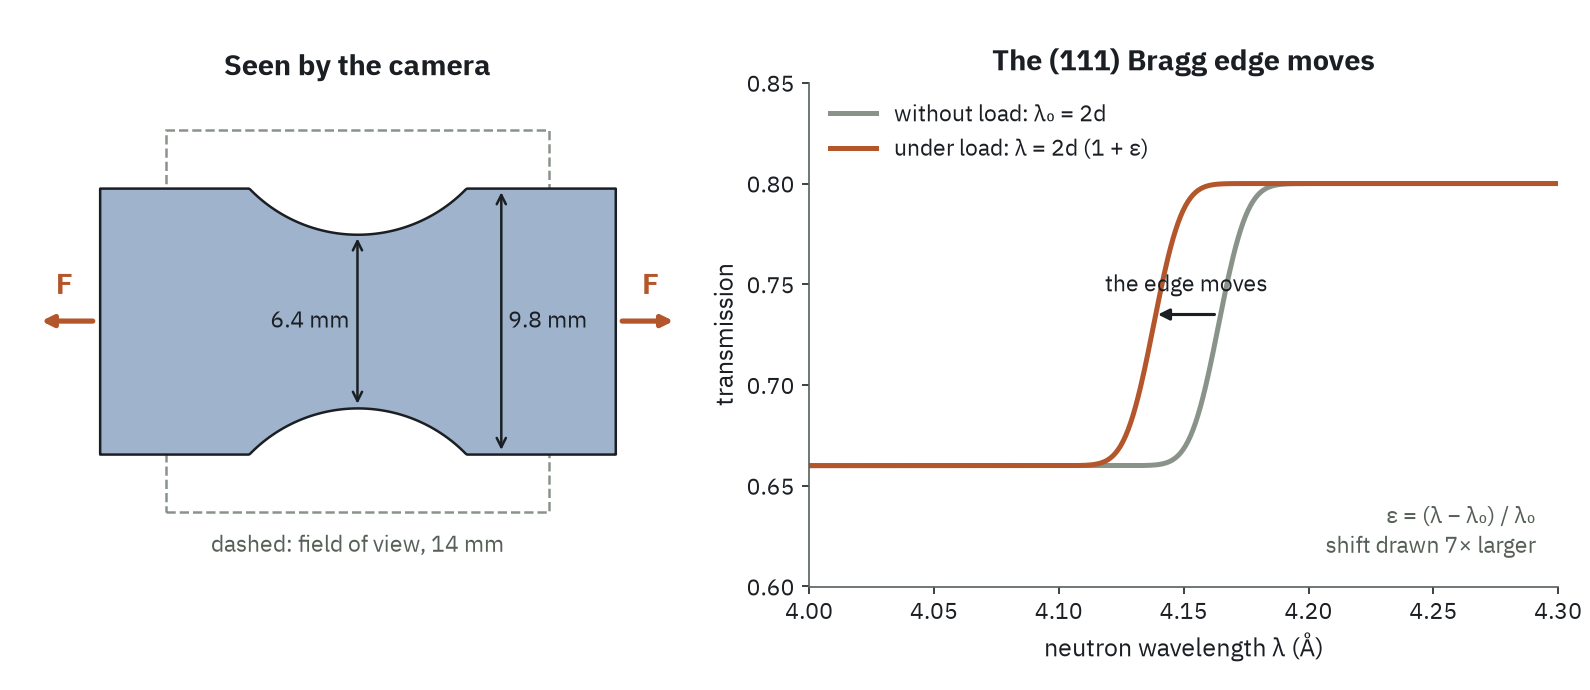 Seen by the camera
F
F
6.4 mm
9.8 mm
dashed: field of view, 14 mm
The (111) Bragg edge moves
0.85
0.80
0.75
0.70
0.65
0.60
transmission
without load: λ₀ = 2d
under load: λ = 2d (1 + ε)
the edge moves
ε = (λ − λ₀) / λ₀
shift drawn 7× larger
4.00 4.05 4.10 4.15 4.20 4.25 4.30
neutron wavelength λ (Å)